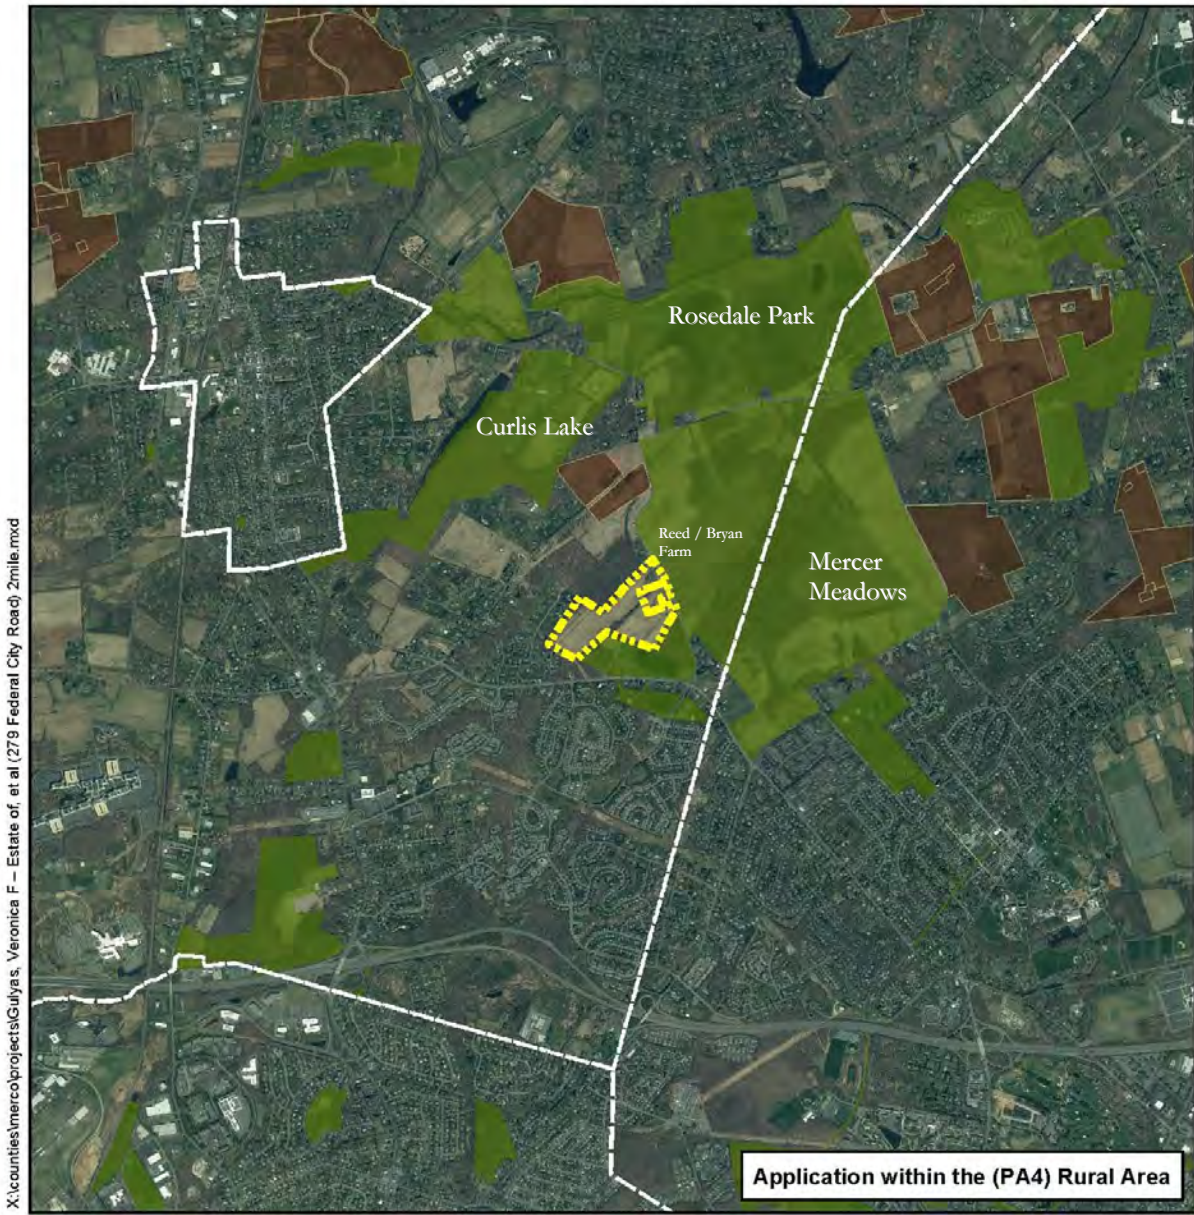 X:\counties\merco\projects\Gulyas, Veronica F – Estate of, et al (279 Federal City Road) 2mile.mxd
Rosedale Park
Curlis Lake
Reed / Bryan
Farm
Mercer
Meadows
Application within the (PA4) Rural Area